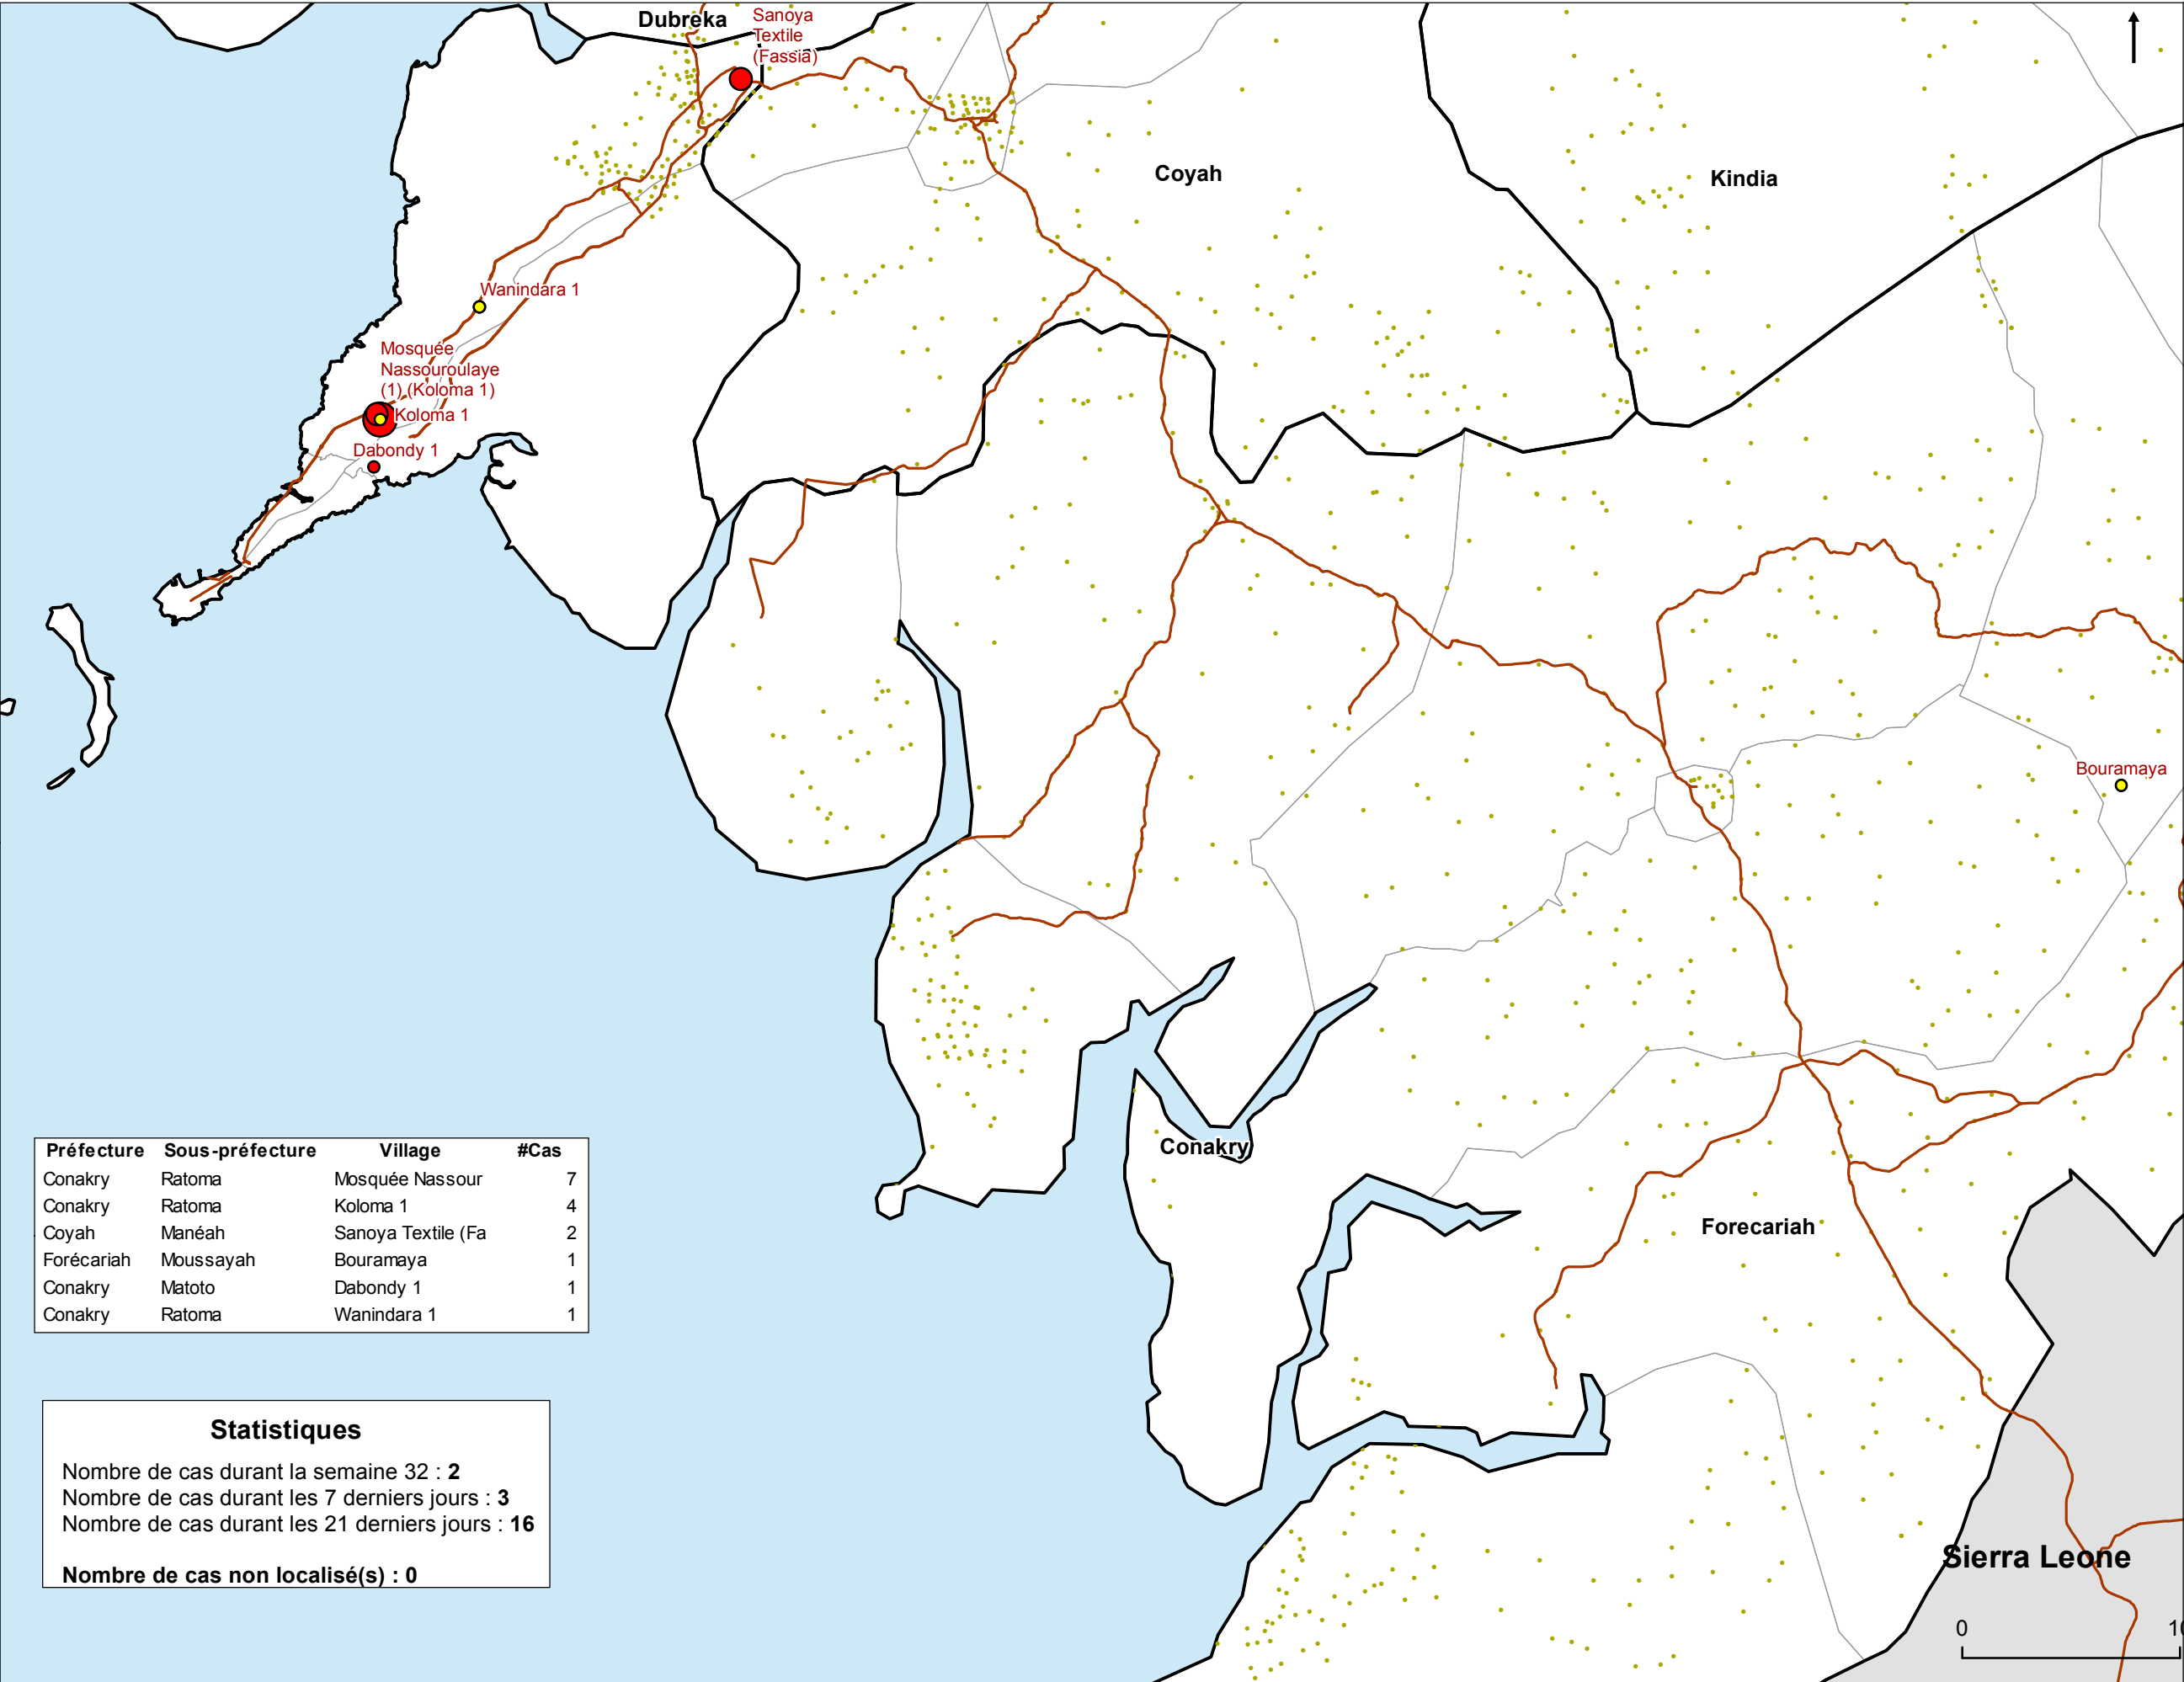 Dubreka
Sanoya
Textile
(Fassia)
Coyah
Kindia
Wanindara 1
Mosquée
Nassouroulaye
(1) (Koloma 1)
Koloma 1
Dabondy 1
Bouramaya
Conakry
Forecariah
Préfecture Sous-préfecture Village #Cas
Conakry Ratoma Mosquée Nassour 7
Conakry Ratoma Koloma 1 4
Coyah Manéah Sanoya Textile (Fa 2
Forécariah Moussayah Bouramaya 1
Conakry Matoto Dabondy 1 1
Conakry Ratoma Wanindara 1 1
Statistiques
Nombre de cas durant la semaine 32 : 2
Nombre de cas durant les 7 derniers jours : 3
Nombre de cas durant les 21 derniers jours : 16
Nombre de cas non localisé(s) : 0
Sierra Leone
0